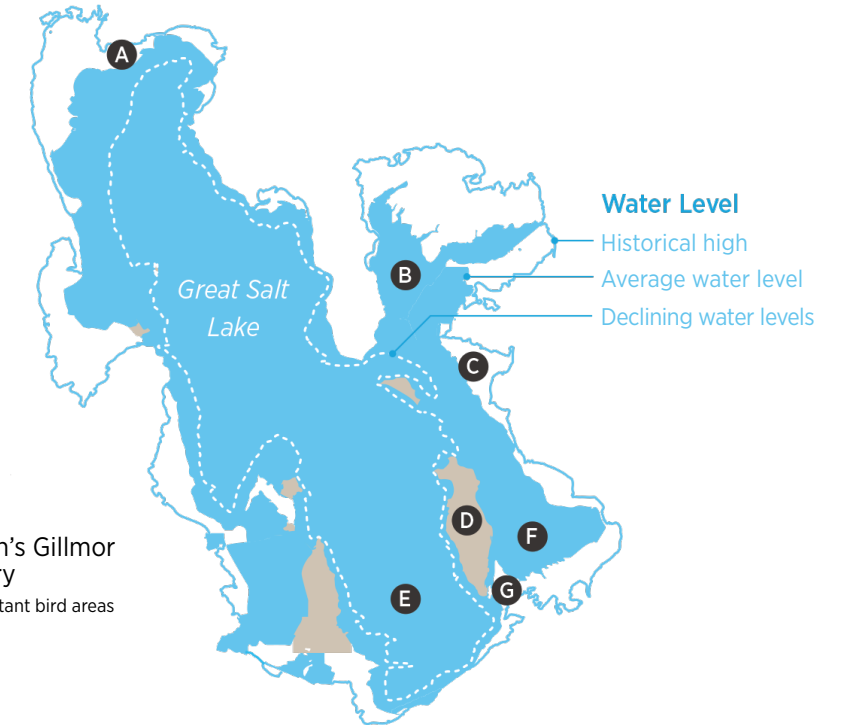 A
Water Level
Historical high
B
Average water level
Great Salt
Lake
Declining water levels
C
D
F
n's Gillmor
ry
G
E
tant bird areas